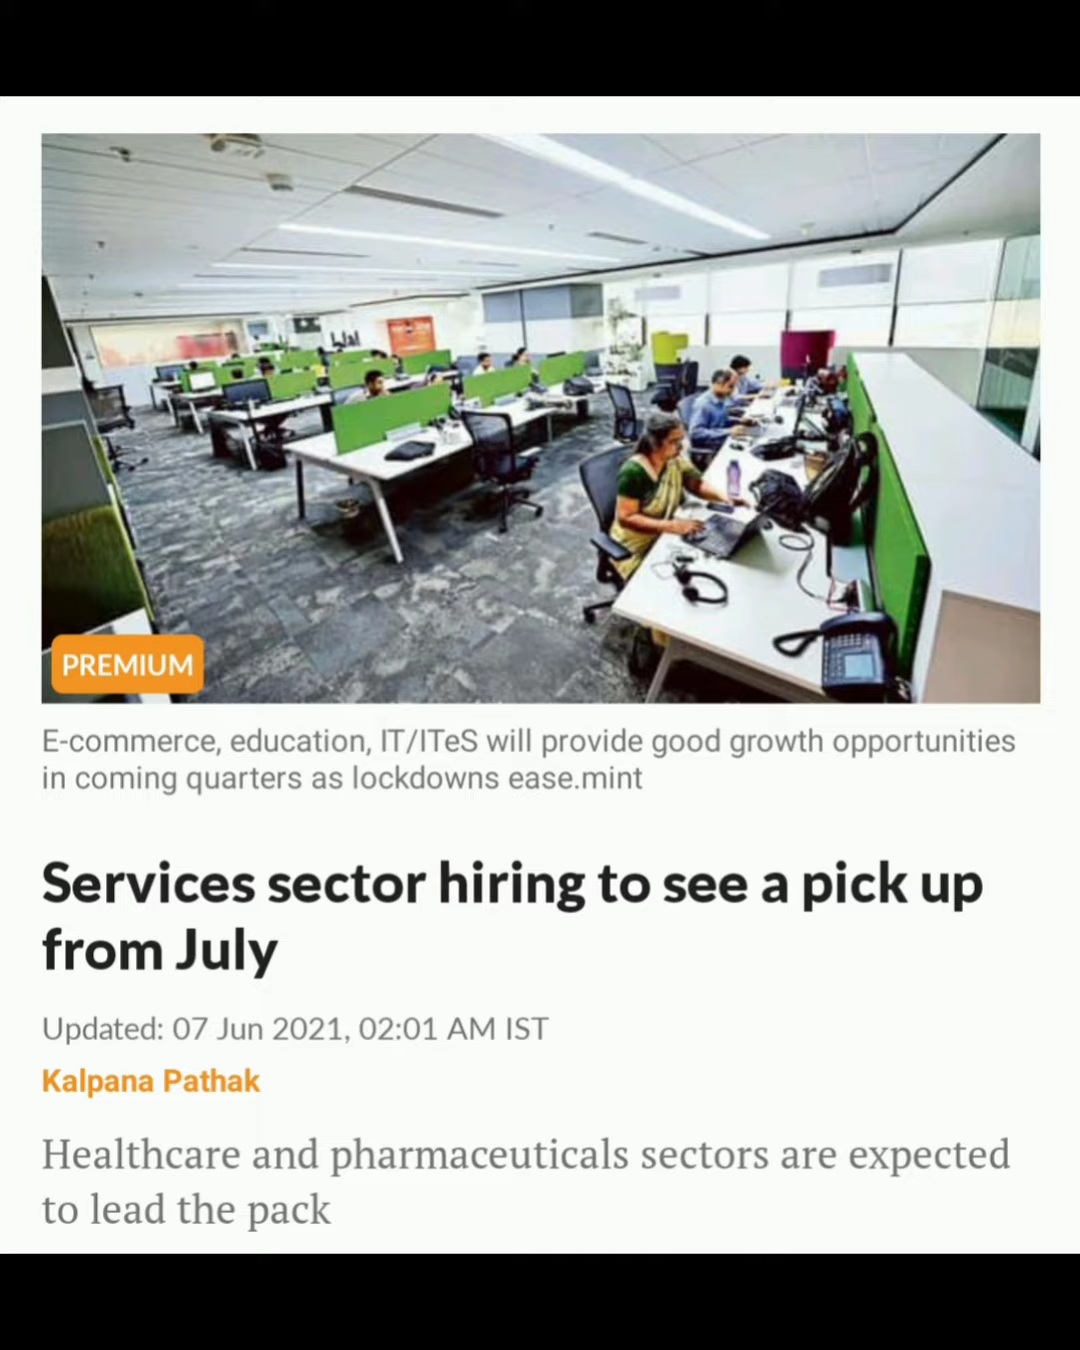 PREMIUM
E-commerce, education, IT/ITeS will provide good growth opportunities
in coming quarters as lockdowns ease.mint
Services sector hiring to see a pick up
from July
Updated: 07 Jun 2021, 02:01 AM IST
Kalpana Pathak
Healthcare and pharmaceuticals sectors are expected
to lead the pack